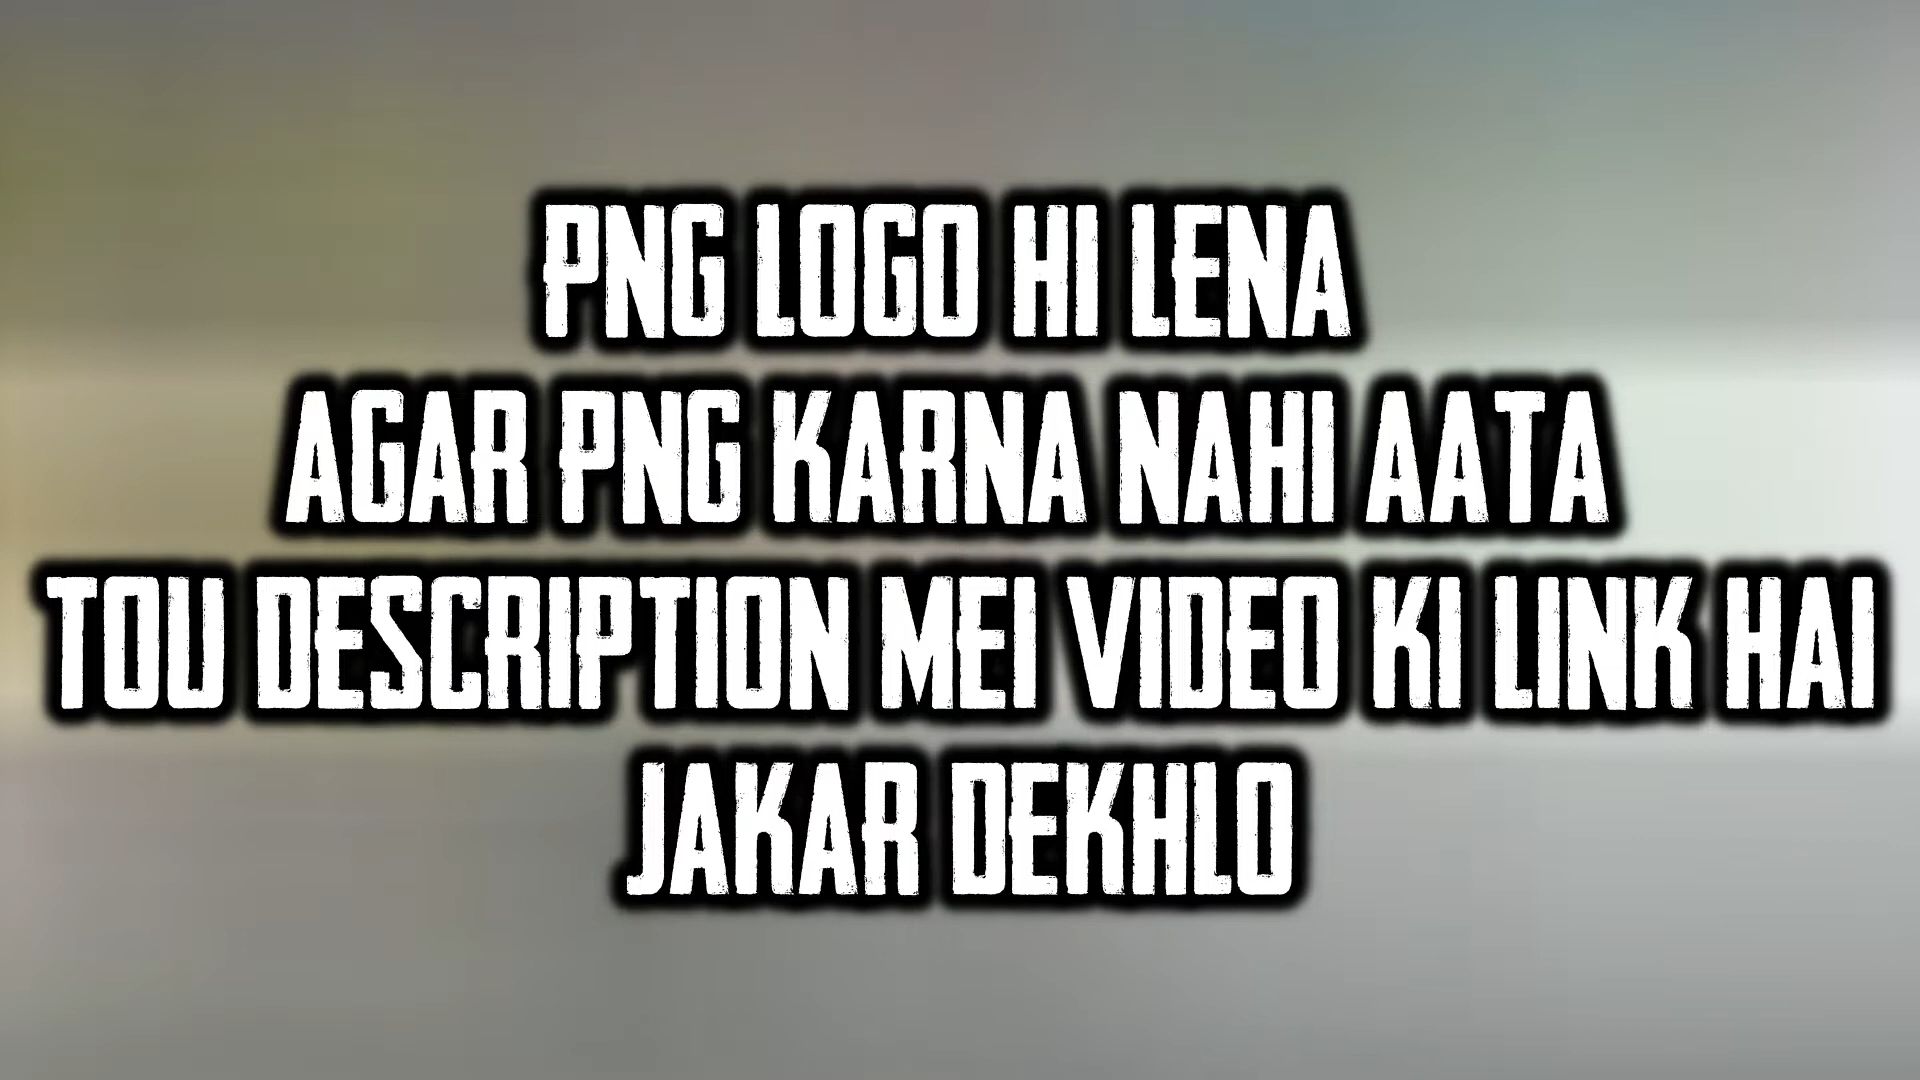 PNG LOGO HI LENA
AGAR PNG KARNA NAHI AATA
TOU DESCRIPTION MEI VIDEO KI LINK HAI
JAKAR DEKHLO